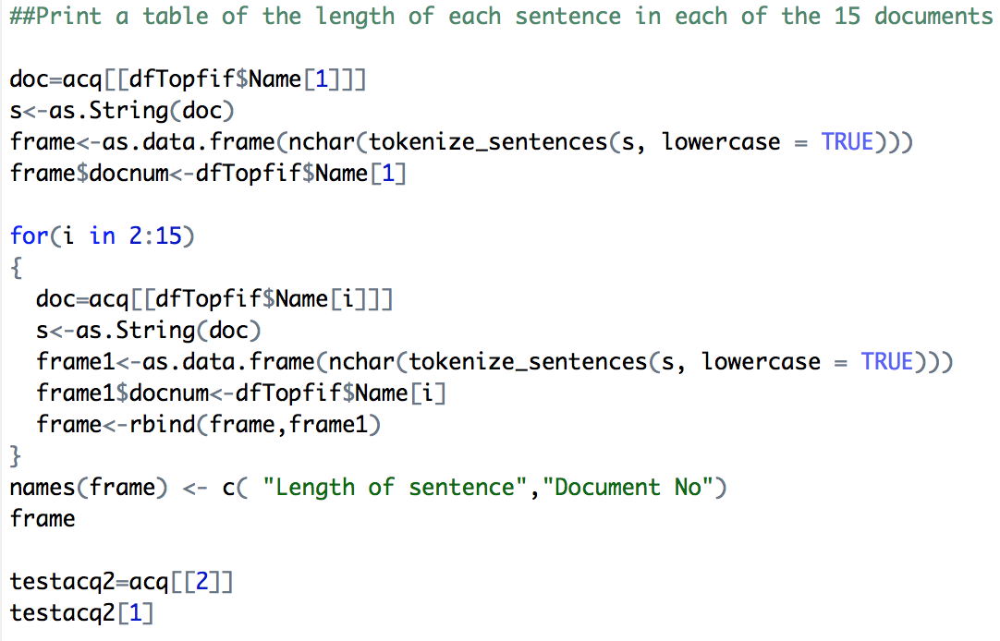 ##Print a table of the length of each sentence in each of the 15 documents
doc=acq[[dfTopfif$Name[1]]]
s<-as.String(doc)
frame<-as.data.frame(nchar(tokenize_sentences(s, lowercase = TRUE)))
frame$docnum<-dfTopfif$Name[1]
for(i in 2:15)
{
  doc=acq[[dfTopfif$Name[i]]]
  s<-as.String(doc)
  frame1<-as.data.frame(nchar(tokenize_sentences(s, lowercase = TRUE)))
  frame1$docnum<-dfTopfif$Name[i]
  frame<-rbind(frame,frame1)
}
names(frame) <- c( "Length of sentence","Document No")
frame
testacq2=acq[[2]]
testacq2[1]